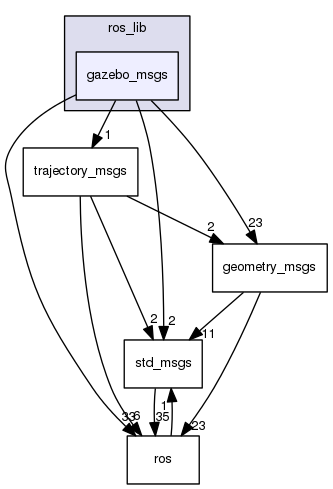 ros_lib
gazebo_msgs
1
trajectory_msgs
2
23
geometry_msgs
2
2
11
std_msgs
1
33
6
35
23
ros